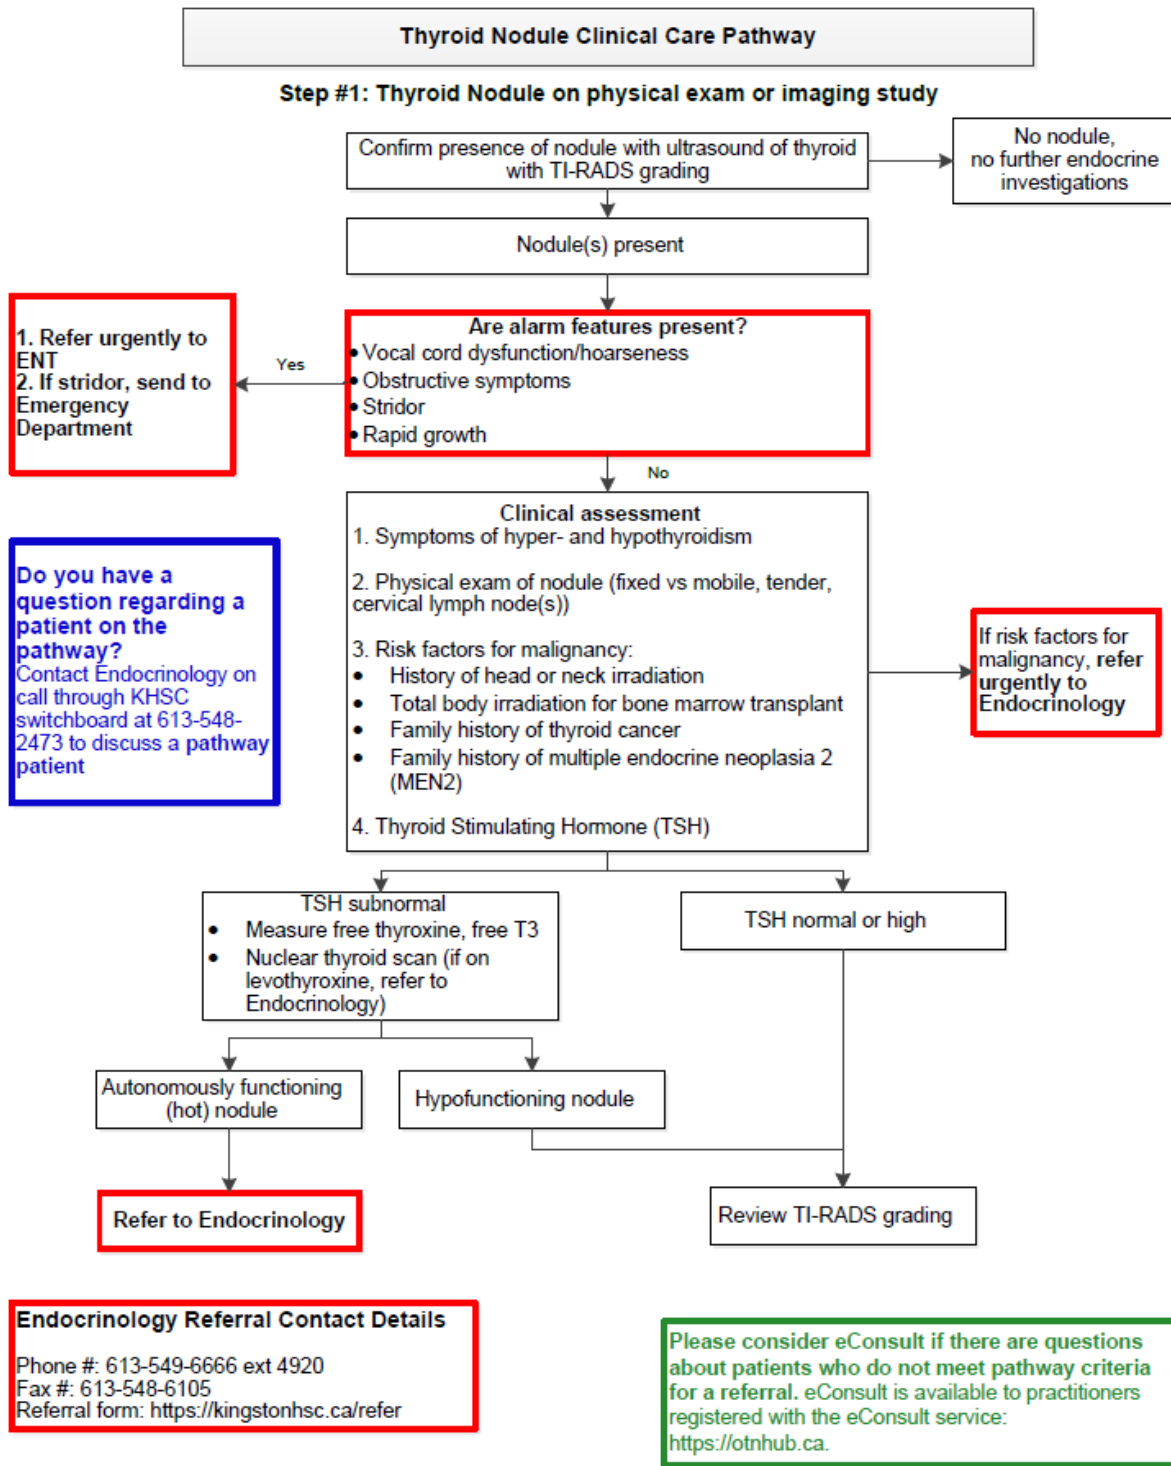 Thyroid Nodule Clinical Care Pathway
Step #1: Thyroid Nodule on physical exam or imaging study
Confirm presence of nodule with ultrasound of thyroid
with TI-RADS grading
No nodule,
no further endocrine
investigations
Nodule(s) present
Are alarm features present?
• Vocal cord dysfunction/hoarseness
• Obstructive symptoms
• Stridor
• Rapid growth
Yes
1. Refer urgently to
ENT
2. If stridor, send to
Emergency
Department
No
Clinical assessment
1. Symptoms of hyper- and hypothyroidism
2. Physical exam of nodule (fixed vs mobile, tender,
cervical lymph node(s))
3. Risk factors for malignancy:
• History of head or neck irradiation
• Total body irradiation for bone marrow transplant
• Family history of thyroid cancer
• Family history of multiple endocrine neoplasia 2
(MEN2)
4. Thyroid Stimulating Hormone (TSH)
Do you have a
question regarding a
patient on the
pathway?
Contact Endocrinology on
call through KHSC
switchboard at 613-548-
2473 to discuss a pathway
patient
If risk factors for
malignancy, refer
urgently to
Endocrinology
TSH subnormal
• Measure free thyroxine, free T3
• Nuclear thyroid scan (if on
levothyroxine, refer to
Endocrinology)
TSH normal or high
Autonomously functioning
(hot) nodule
Hypofunctioning nodule
Refer to Endocrinology
Review TI-RADS grading
Endocrinology Referral Contact Details
Phone #: 613-549-6666 ext 4920
Fax #: 613-548-6105
Referral form: https://kingstonhsc.ca/refer
Please consider eConsult if there are questions
about patients who do not meet pathway criteria
for a referral. eConsult is available to practitioners
registered with the eConsult service:
https://otnhub.ca.